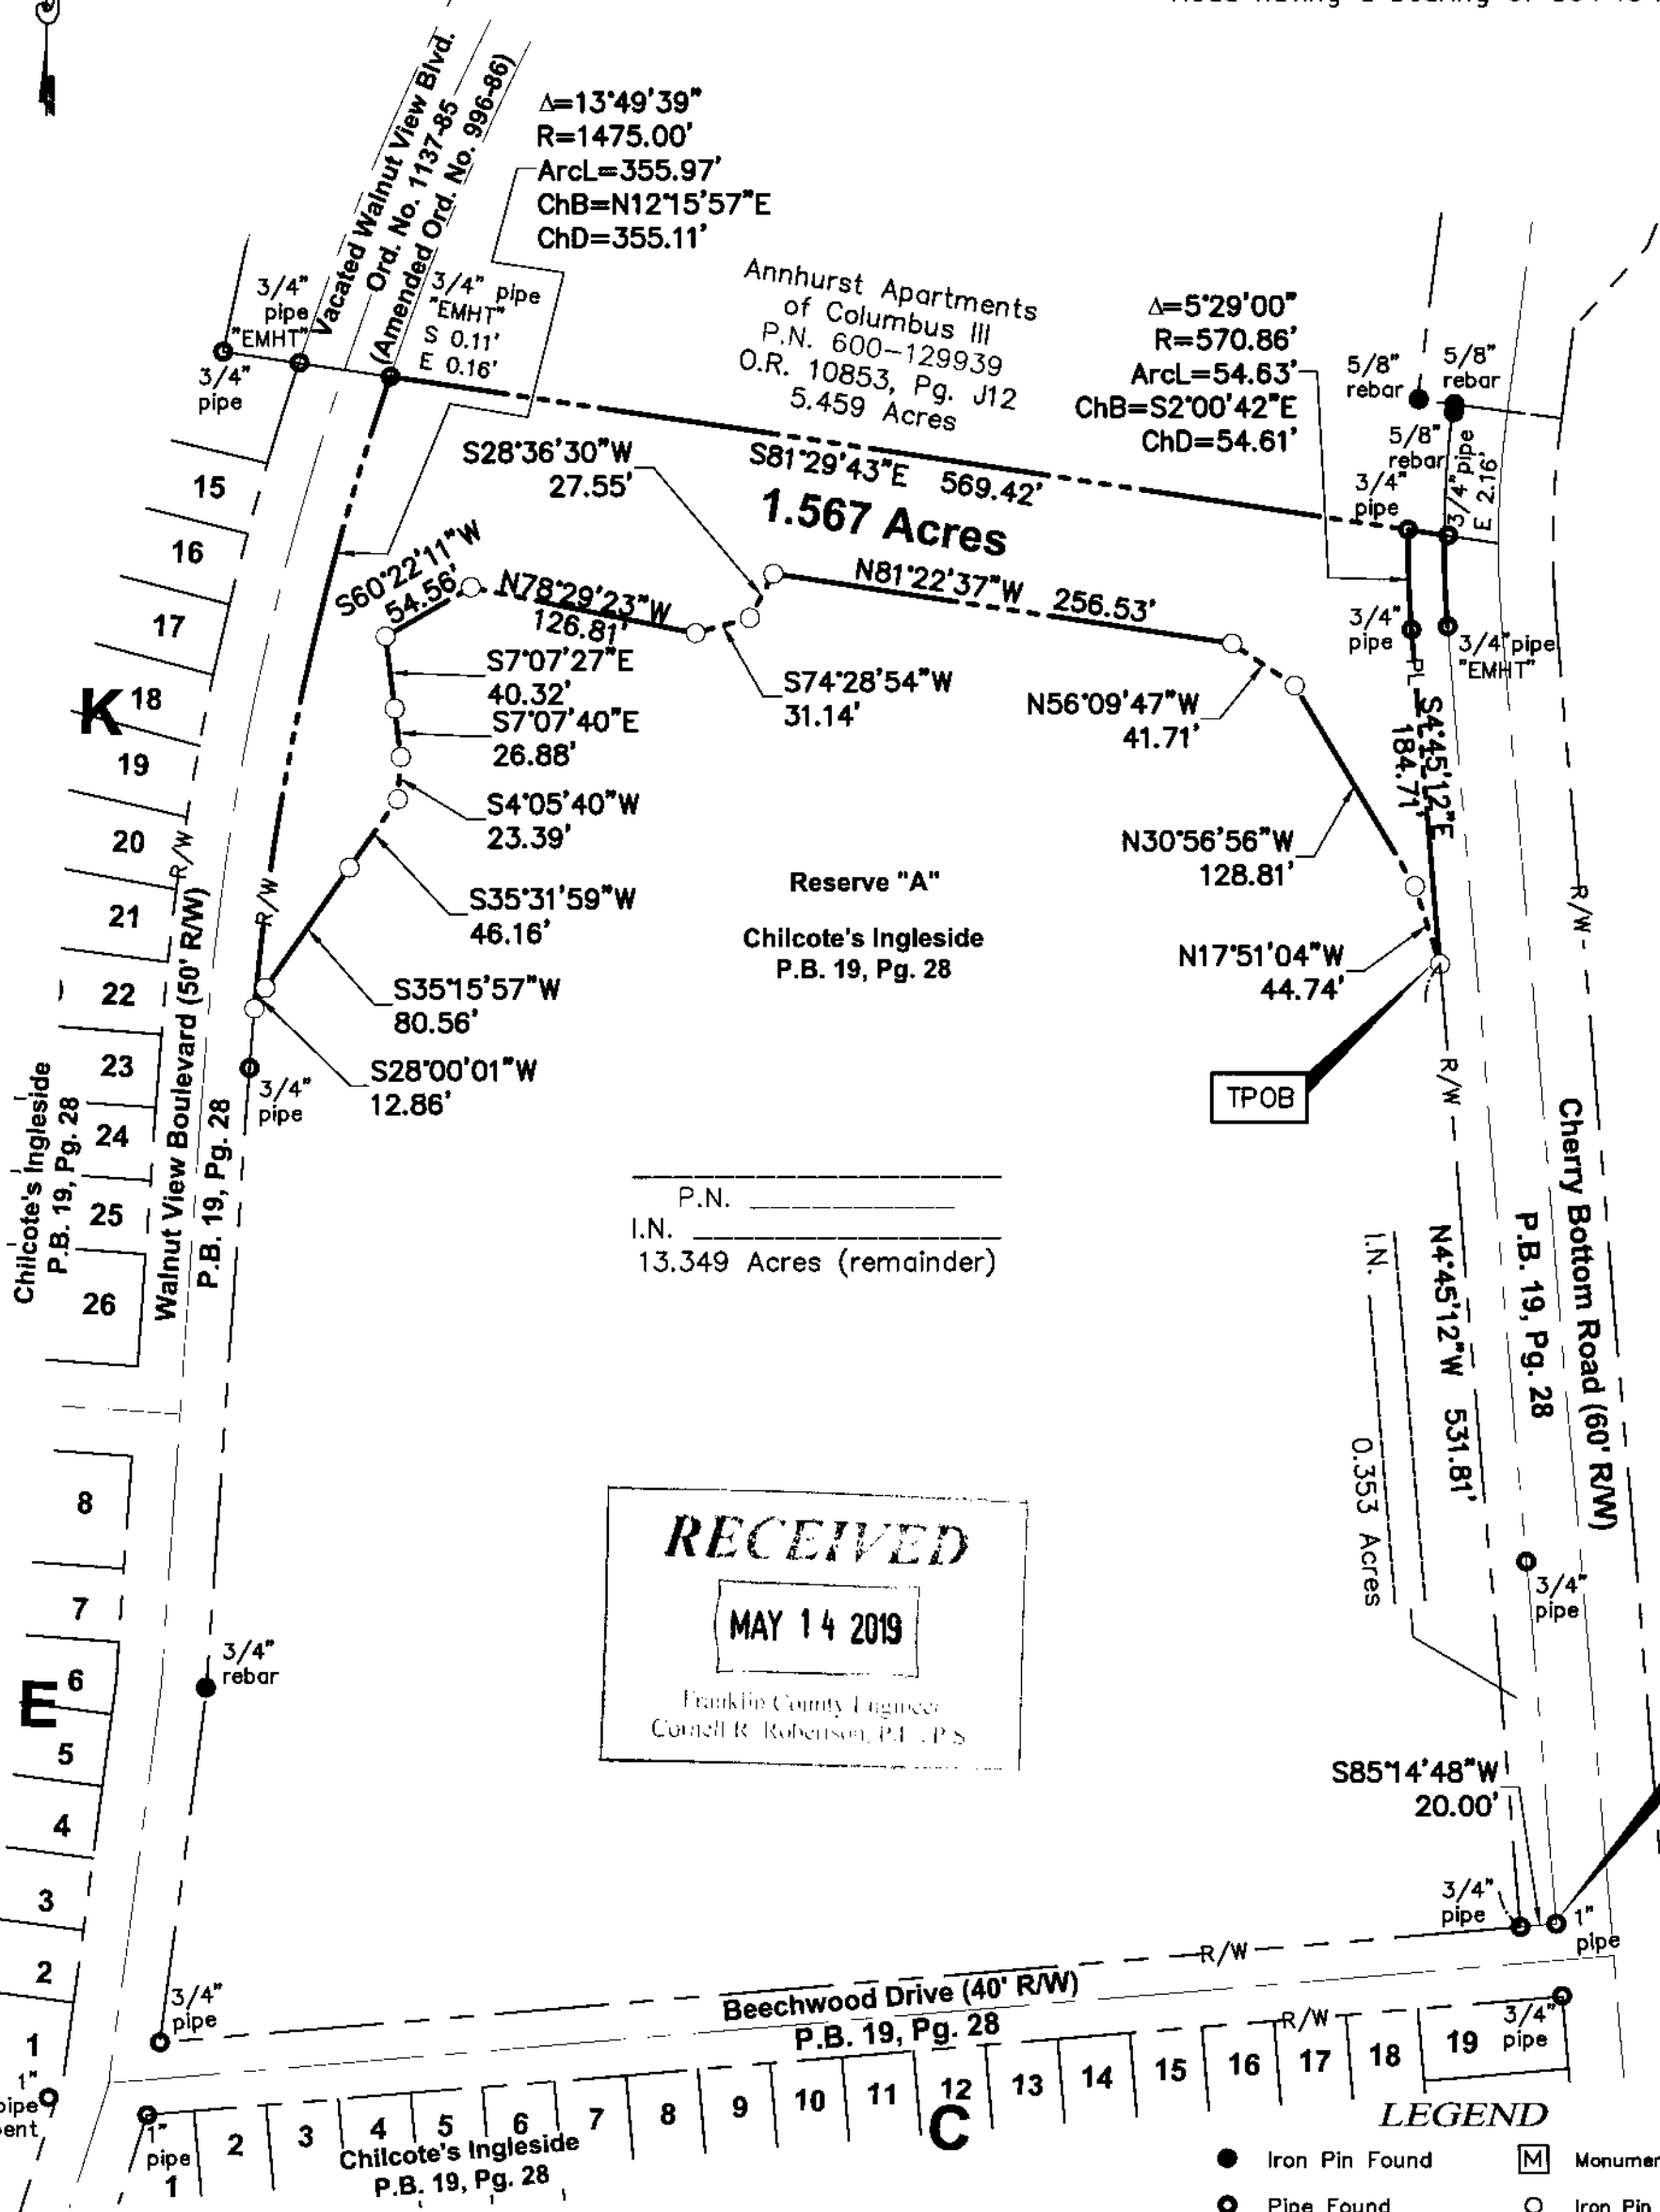 Vacated Walnut View Blvd.
Ord. No. 1137-85
(Amended Ord. No. 996-86)
Δ=13°49'39"
R=1475.00'
ArcL=355.97'
ChB=N12°15'57"E
ChD=355.11'
3/4"
pipe
"EMHT"
3/4"
pipe
3/4" pipe
"EMHT"
S 0.11'
E 0.16'
Annhurst Apartments
of Columbus III
P.N. 600-129939
O.R. 10853, Pg. J12
5.459 Acres
Δ=5°29'00"
R=570.86'
ArcL=54.63'
ChB=S2°00'42"E
ChD=54.61'
5/8"
rebar
5/8"
rebar
5/8"
rebar
3/4" pipe
E 2.16'
3/4"
pipe
S81°29'43"E 569.42'
1.567 Acres
S28°36'30"W
27.55'
S60°22'11"W
54.56'
N78°29'23"W
126.81'
N81°22'37"W 256.53'
S74°28'54"W
31.14'
S7°07'27"E
40.32'
S7°07'40"E
26.88'
S4°05'40"W
23.39'
S35°31'59"W
46.16'
S35°15'57"W
80.56'
S28°00'01"W
12.86'
3/4"
pipe
3/4"
pipe
3/4" pipe
"EMHT"
PL
S4°45'12"E
184.71'
N56°09'47"W
41.71'
N30°56'56"W
128.81'
N17°51'04"W
44.74'
TPOB
Reserve "A"
Chilcote's Ingleside
P.B. 19, Pg. 28
P.N.
I.N.
13.349 Acres (remainder)
15
16
17
K
18
19
20
21
22
23
24
25
26
R/W
R/W
Walnut View Boulevard (50' R/W)
P.B. 19, Pg. 28
Chilcote's Ingleside
P.B. 19, Pg. 28
R/W
R/W
Cherry Bottom Road (60' R/W)
P.B. 19, Pg. 28
N4°45'12"W 531.81'
I.N.
0.353 Acres
3/4"
pipe
8
7
E
6
5
4
3
2
1
3/4"
rebar
RECEIVED
MAY 14 2019
Franklin County Engineer
Cornell R. Robertson, P.E., P.S.
S85°14'48"W
20.00'
3/4"
pipe
1"
pipe
3/4"
pipe
1"
pipe
R/W
Beechwood Drive (40' R/W)
P.B. 19, Pg. 28
R/W
3/4"
pipe
1"
pipe
1
2
3
4
5
6
7
8
9
10
11
12
13
14
15
16
17
18
19
C
Chilcote's Ingleside
P.B. 19, Pg. 28
LEGEND
Iron Pin Found
M
Pipe Found
Iron Pin